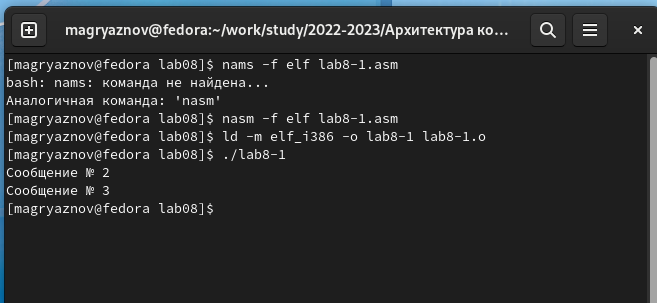 magryaznov@fedora:~/work/study/2022-2023/Архитектура ко...
[magryaznov@fedora lab08]$ nams -f elf lab8-1.asm
bash: nams: команда не найдена...
Аналогичная команда: 'nasm'
[magryaznov@fedora lab08]$ nasm -f elf lab8-1.asm
[magryaznov@fedora lab08]$ ld -m elf_i386 -o lab8-1 lab8-1.o
[magryaznov@fedora lab08]$ ./lab8-1
Сообщение № 2
Сообщение № 3
[magryaznov@fedora lab08]$